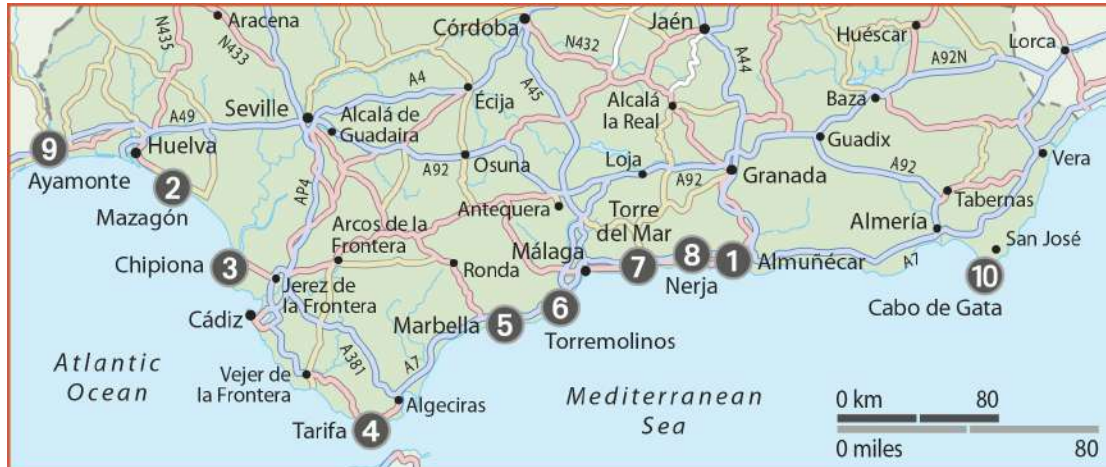 Aracena
N435
N433
Córdoba
Jaén
N432
A44
Huéscar
A92N
Lorca
A4
A45
Écija
Baza
Seville
Alcalá de
Guadaira
Alcalá
la Real
A49
Huelva
9
Ayamonte
2
Mazagón
A92
Osuna
Loja
A92
Granada
Guadix
A92
Vera
AP4
Tabernas
Antequera
Torre
del Mar
Almería
Arcos de la
Frontera
Málaga
San José
Chipiona
3
Ronda
7
8
1
Almuñécar
A7
10
Nerja
Jerez de
la Frontera
Cabo de Gata
Cádiz
Marbella
5
6
Torremolinos
Atlantic
Ocean
A381
A7
Vejer de
la Frontera
Algeciras
Mediterranean
Sea
Tarifa
4
0 km
80
0 miles
80